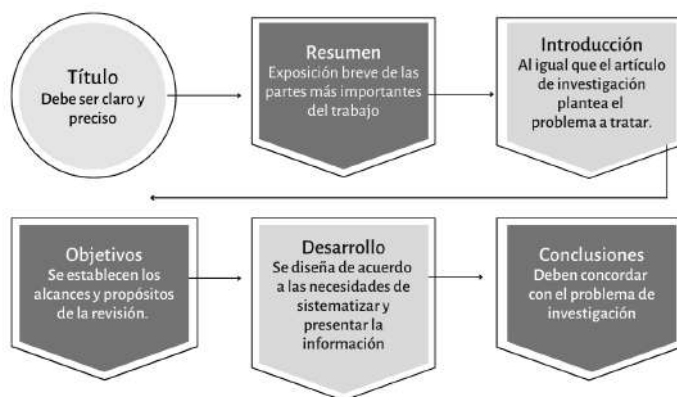 Título
Debe ser claro y
preciso
Resumen
Exposición breve de las
partes más importantes
del trabajo
Introducción
Al igual que el artículo
de investigación
plantea el
problema a tratar.
Objetivos
Se establecen los
alcances y propósitos
de la revisión.
Desarrollo
Se diseña de acuerdo
a las necesidades de
sistematizar y
presentar la
información
Conclusiones
Deben concordar
con el problema de
investigación